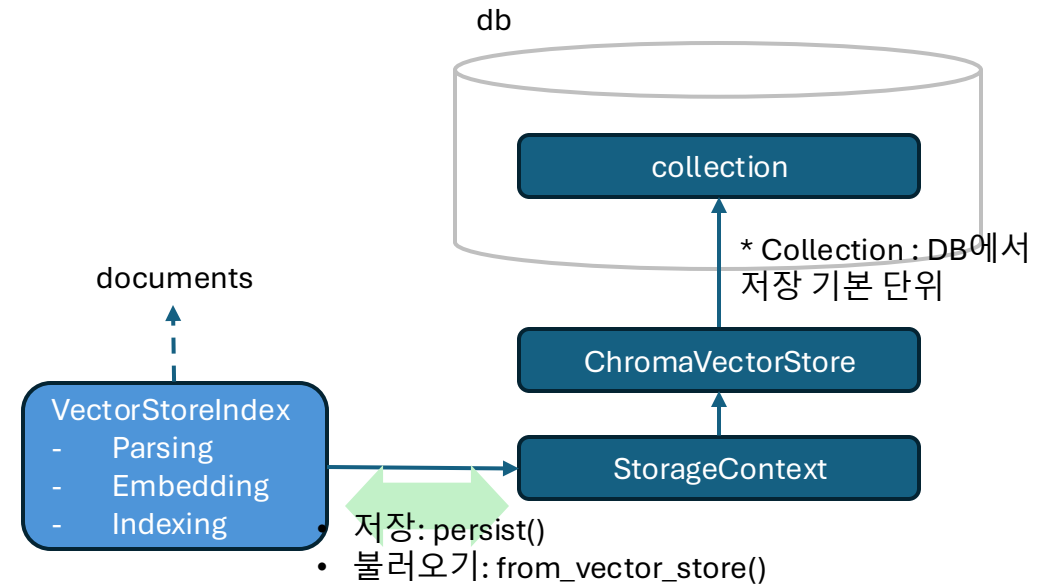 db
collection
* Collection : DB에서
저장 기본 단위
documents
ChromaVectorStore
VectorStoreIndex
- Parsing
- Embedding
- Indexing
StorageContext
• 저장: persist()
• 불러오기: from_vector_store()